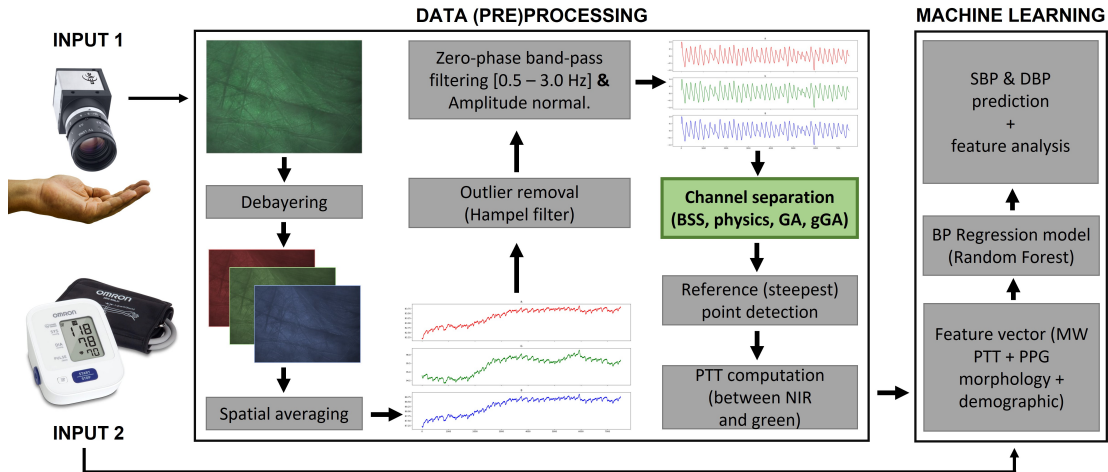 DATA (PRE)PROCESSING
MACHINE LEARNING
INPUT 1
Debayering
Spatial averaging
Zero-phase band-pass
filtering [0.5 – 3.0 Hz] &
Amplitude normal.
Outlier removal
(Hampel filter)
Channel separation
(BSS, physics, GA, gGA)
Reference (steepest)
point detection
PTT computation
(between NIR
and green)
SBP & DBP
prediction
+
feature analysis
BP Regression model
(Random Forest)
Feature vector (MW
PTT + PPG
morphology +
demographic)
OMRON
OMRON
118
78
70
INPUT 2